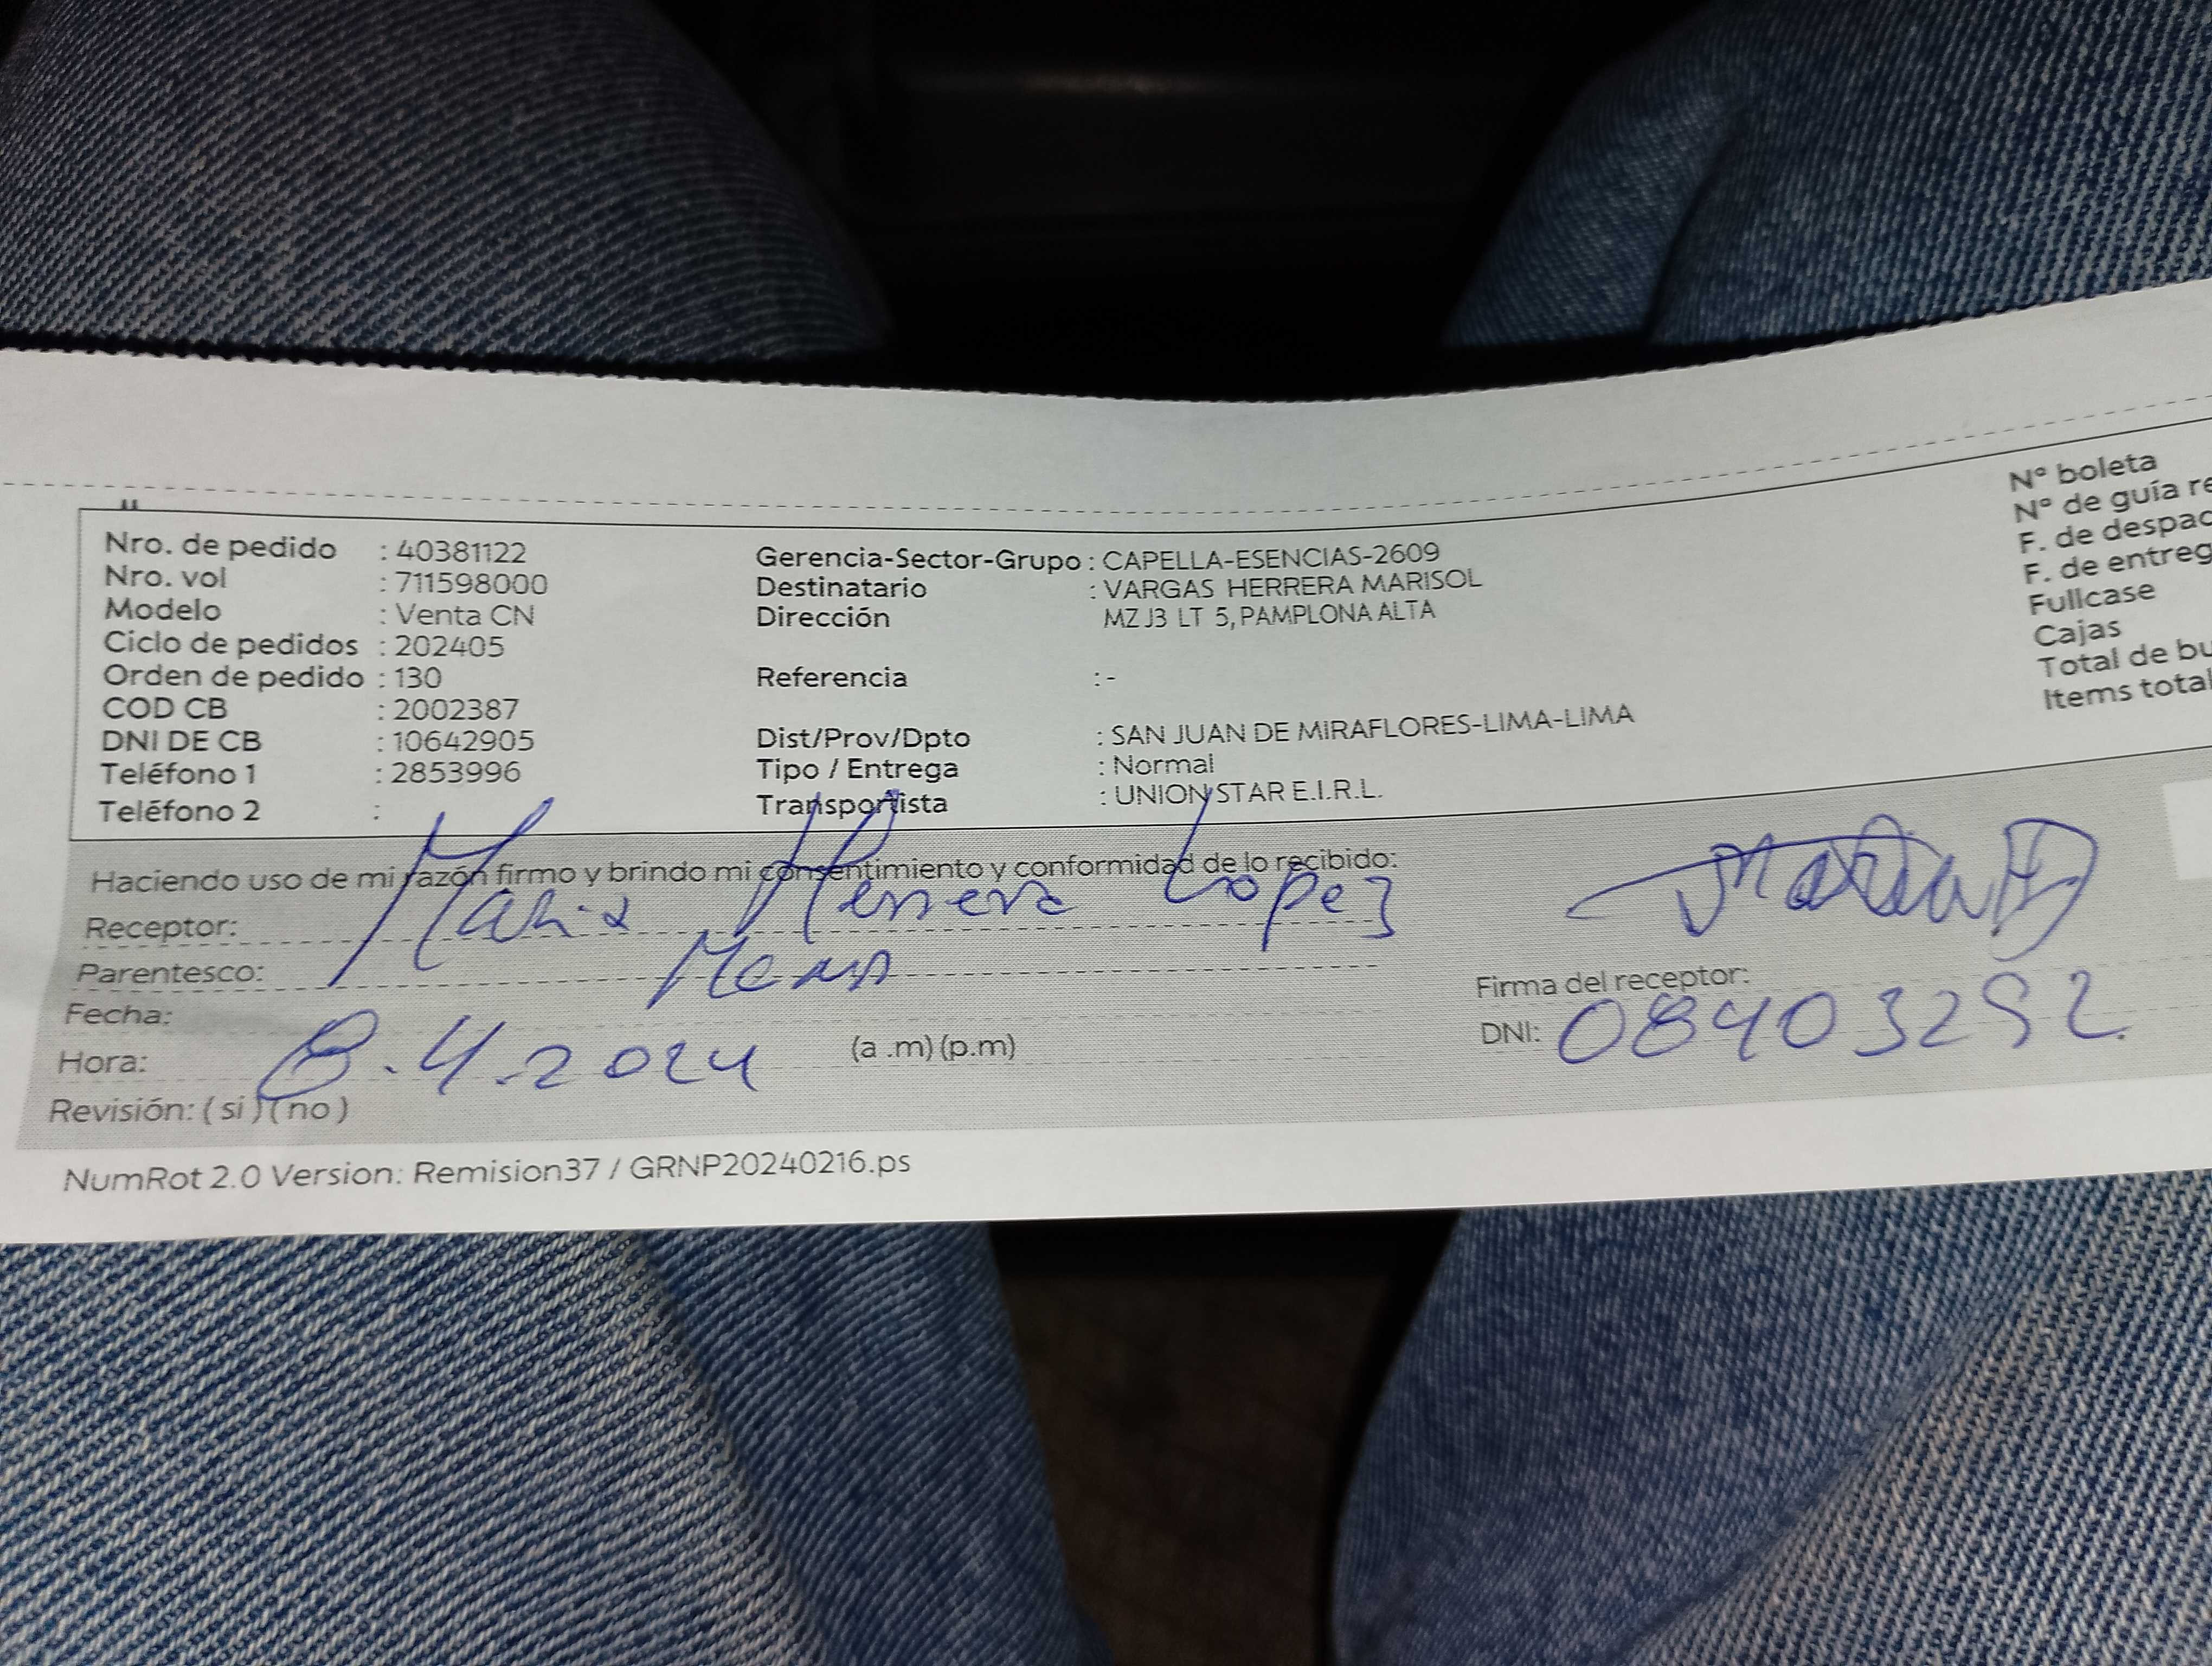 Nro. de pedido : 40381122
Nro. vol : 711598000
Modelo : Venta CN
Ciclo de pedidos : 202405
Orden de pedido : 130
COD CB : 2002387
DNI DE CB : 10642905
Teléfono 1 : 2853996
Teléfono 2 :
Gerencia-Sector-Grupo : CAPELLA-ESENCIAS-2609
Destinatario : VARGAS HERRERA MARISOL
Dirección MZ J3 LT 5, PAMPLONA ALTA
Referencia : -
Dist/Prov/Dpto : SAN JUAN DE MIRAFLORES-LIMA-LIMA
Tipo / Entrega : Normal
Transportista : UNION STAR E.I.R.L.
N° boleta
N° de guía re
F. de despac
F. de entreg
Fullcase
Cajas
Total de bu
Items total
Haciendo uso de mi razón firmo y brindo mi consentimiento y conformidad de lo recibido:
Receptor: Maria Herrera Lopez
Parentesco:
Fecha:
Hora: 8.4.2024 (a .m) (p.m)
Revisión: ( si ) ( no )
Firma del receptor:
DNI: 08403292
NumRot 2.0 Version: Remision37 / GRNP20240216.ps